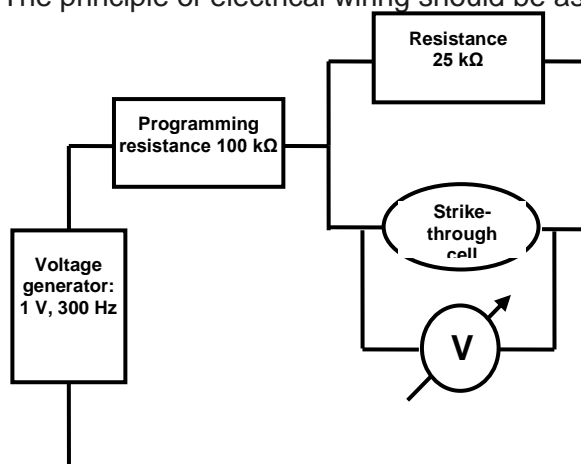 The principle of electrical wiring should be as
Resistance
25 kΩ
Programming
resistance 100 kΩ
Strike-
through
cell
Voltage
generator:
1 V, 300 Hz
V